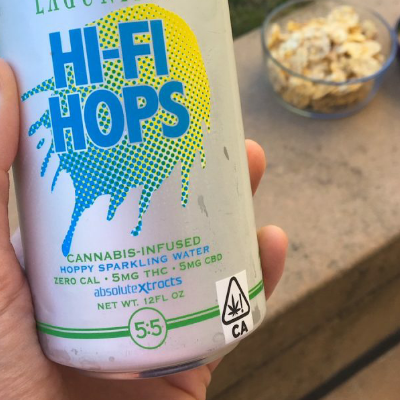 HI-FI
HOPS
CANNABIS-INFUSED
HOPPY SPARKLING WATER
ZERO CAL • 5MG THC • 5MG CBD
absoluteXtracts
NET WT. 12FL OZ
5:5
CA